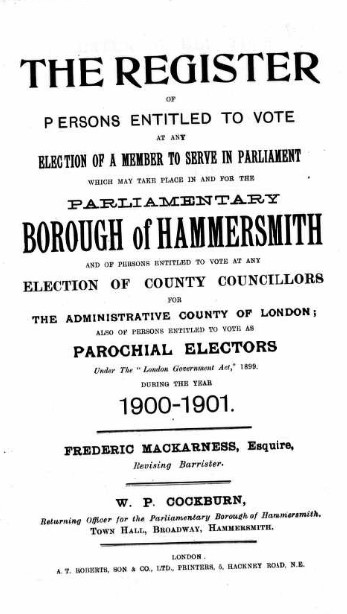 THE REGISTER
OF
PERSONS ENTITLED TO VOTE
AT ANY
ELECTION OF A MEMBER TO SERVE IN PARLIAMENT
WHICH MAY TAKE PLACE IN AND FOR THE
PARLIAMENTARY
BOROUGH of HAMMERSMITH
AND OF PERSONS ENTITLED TO VOTE AT ANY
ELECTION OF COUNTY COUNCILLORS
FOR
THE ADMINISTRATIVE COUNTY OF LONDON;
ALSO OF PERSONS ENTITLED TO VOTE AS
PAROCHIAL ELECTORS
Under The "London Government Act," 1899.
DURING THE YEAR
1900-1901.
FREDERIC MACKARNESS, Esquire,
Revising Barrister.
W. P. COCKBURN,
Returning Officer for the Parliamentary Borough of Hammersmith.
TOWN HALL, BROADWAY, HAMMERSMITH.
LONDON.
A. T. ROBERTS, SON & CO., LTD., PRINTERS, 5, HACKNEY ROAD, N.E.